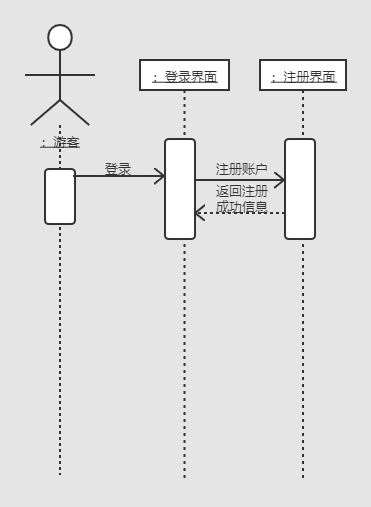 : 登录界面
: 注册界面
: 游客
登录
注册账户
返回注册
成功信息